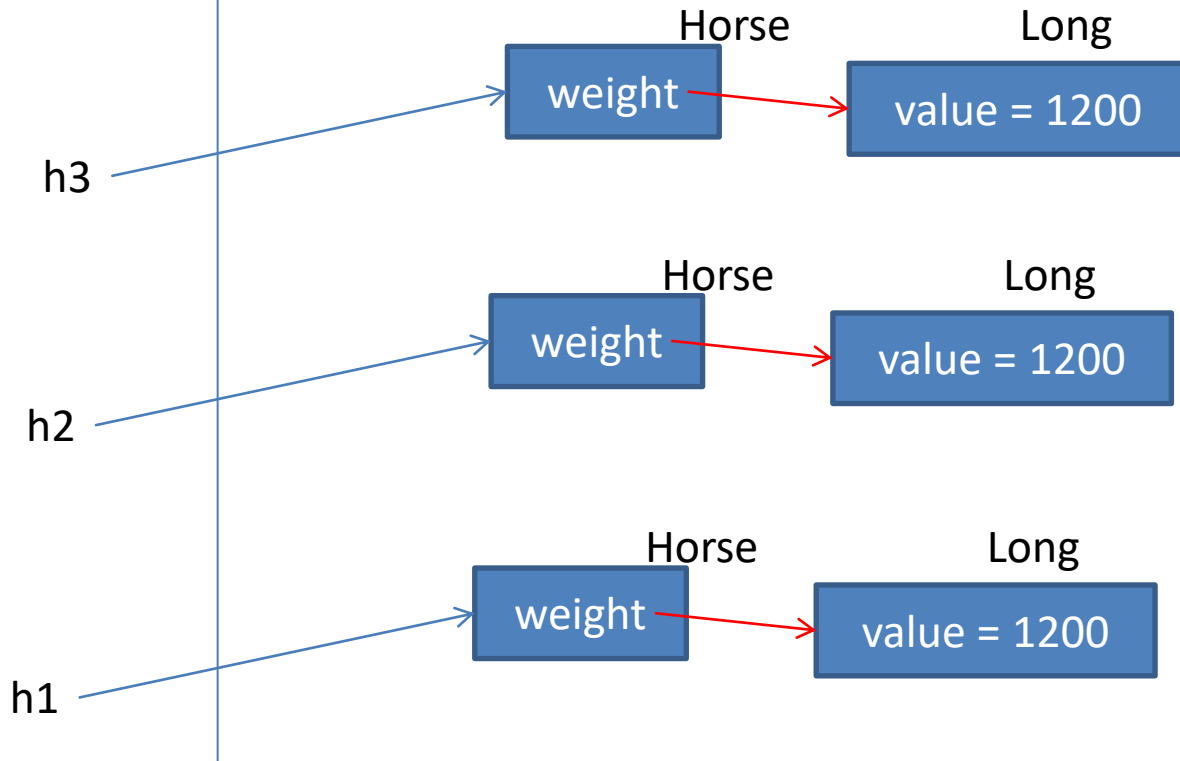 Horse Long
weight value = 1200
h3
Horse Long
weight value = 1200
h2
Horse Long
weight value = 1200
h1